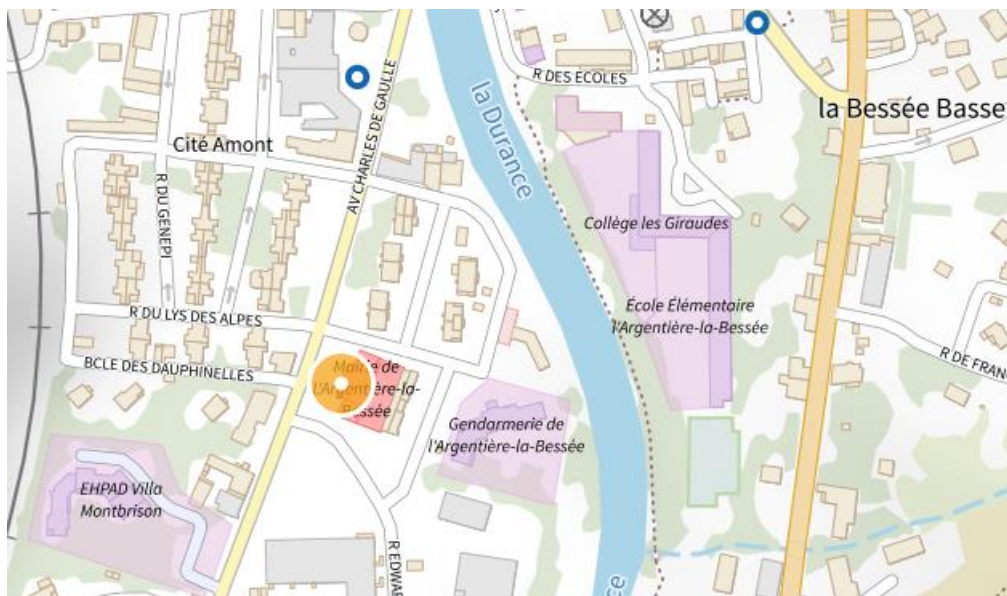 R DES ECOLES
la Bessée Basse
Cité Amont
AV CHARLES DE GAULLE
la Durance
R DU GENEPI
Collège les Giraudes
École Élémentaire
l'Argentière-la-Bessée
R DU LYS DES ALPES
R DE FRANC
BCLE DES DAUPHINELLES
Mairie de
L'Argentière-la-
Bessée
Gendarmerie de
l'Argentière-la-Bessée
EHPAD Villa
Montbrison
R EDWAR
ce